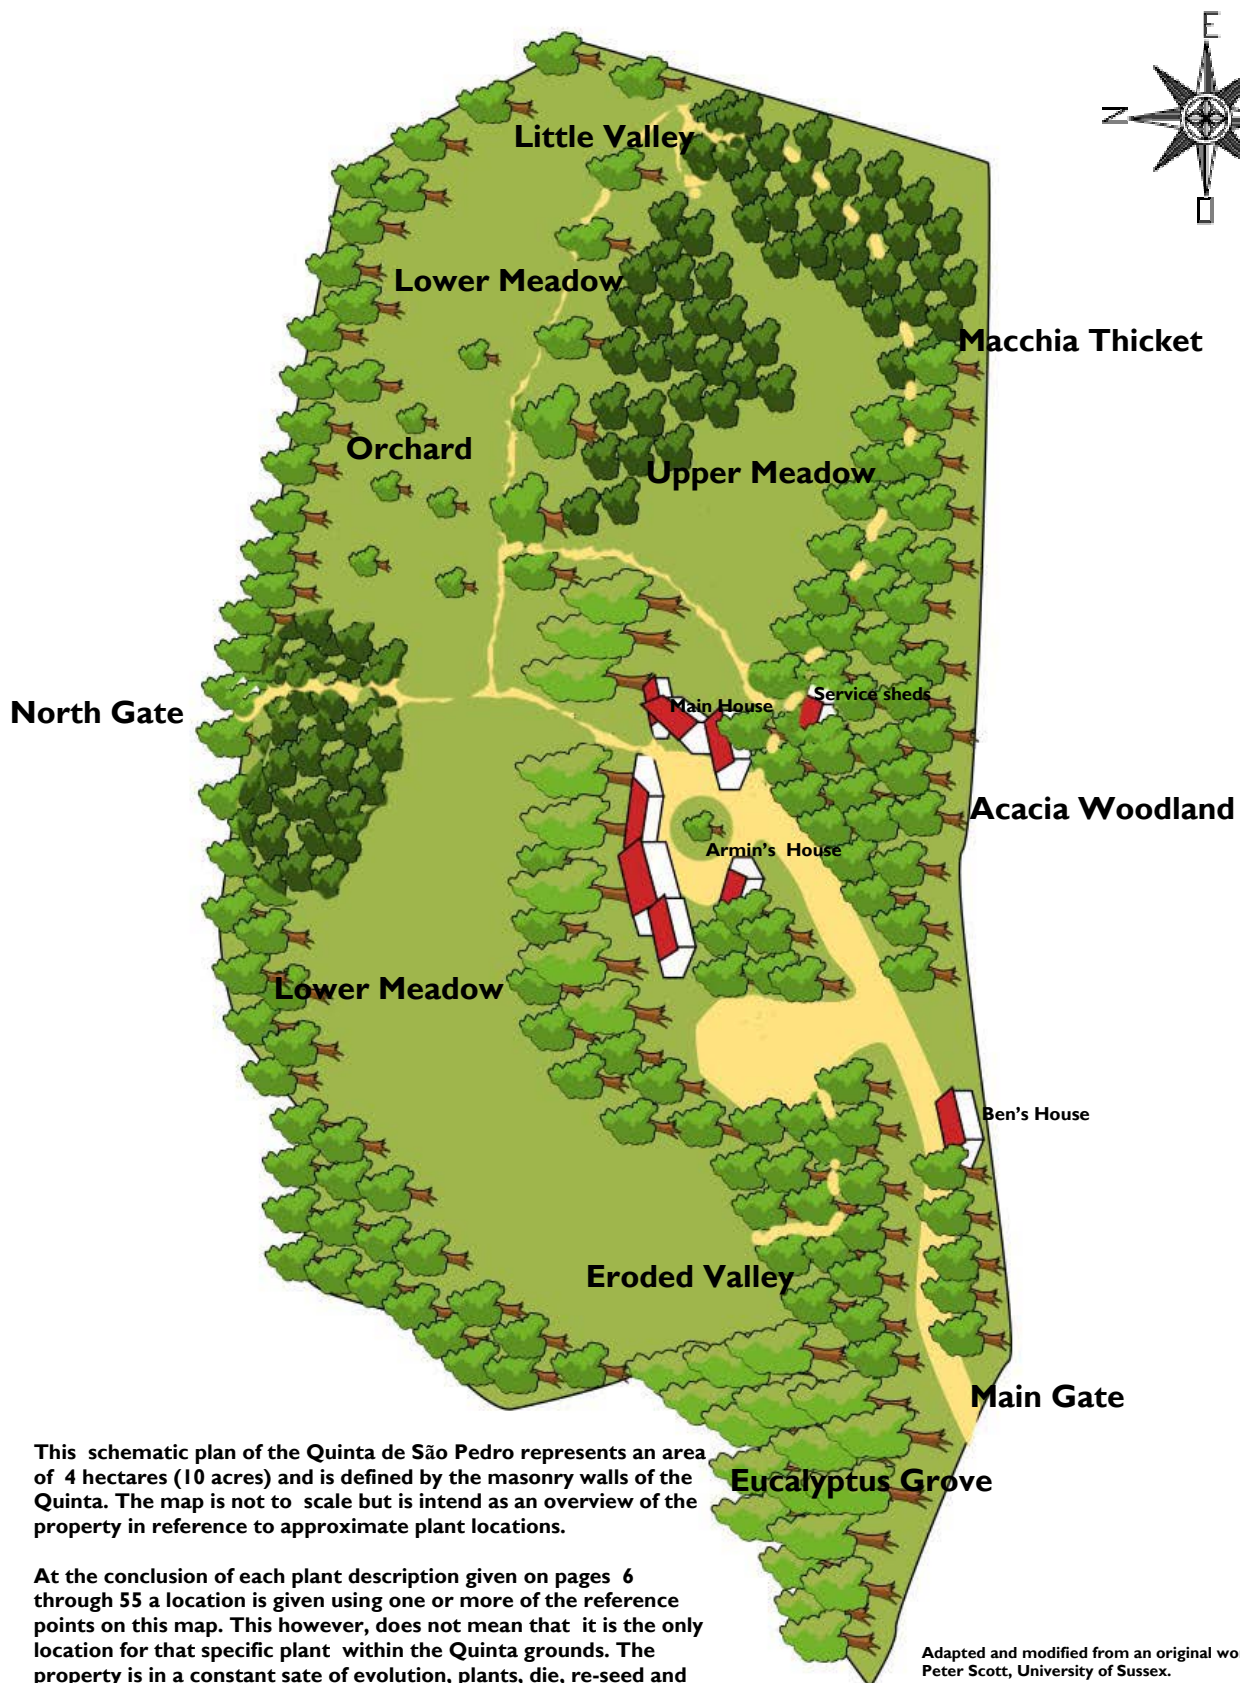 E
N
O
Little Valley
Lower Meadow
Macchia Thicket
Orchard
Upper Meadow
North Gate
Main House
Service sheds
Acacia Woodland
Armin's House
Lower Meadow
Ben's House
Eroded Valley
Main Gate
Eucalyptus Grove
This schematic plan of the Quinta de São Pedro represents an area
of 4 hectares (10 acres) and is defined by the masonry walls of the
Quinta. The map is not to scale but is intend as an overview of the
property in reference to approximate plant locations.
At the conclusion of each plant description given on pages 6
through 55 a location is given using one or more of the reference
points on this map. This however, does not mean that it is the only
location for that specific plant within the Quinta grounds. The
property is in a constant sate of evolution, plants, die, re-seed and
Adapted and modified from an original
Peter Scott, University of Sussex.